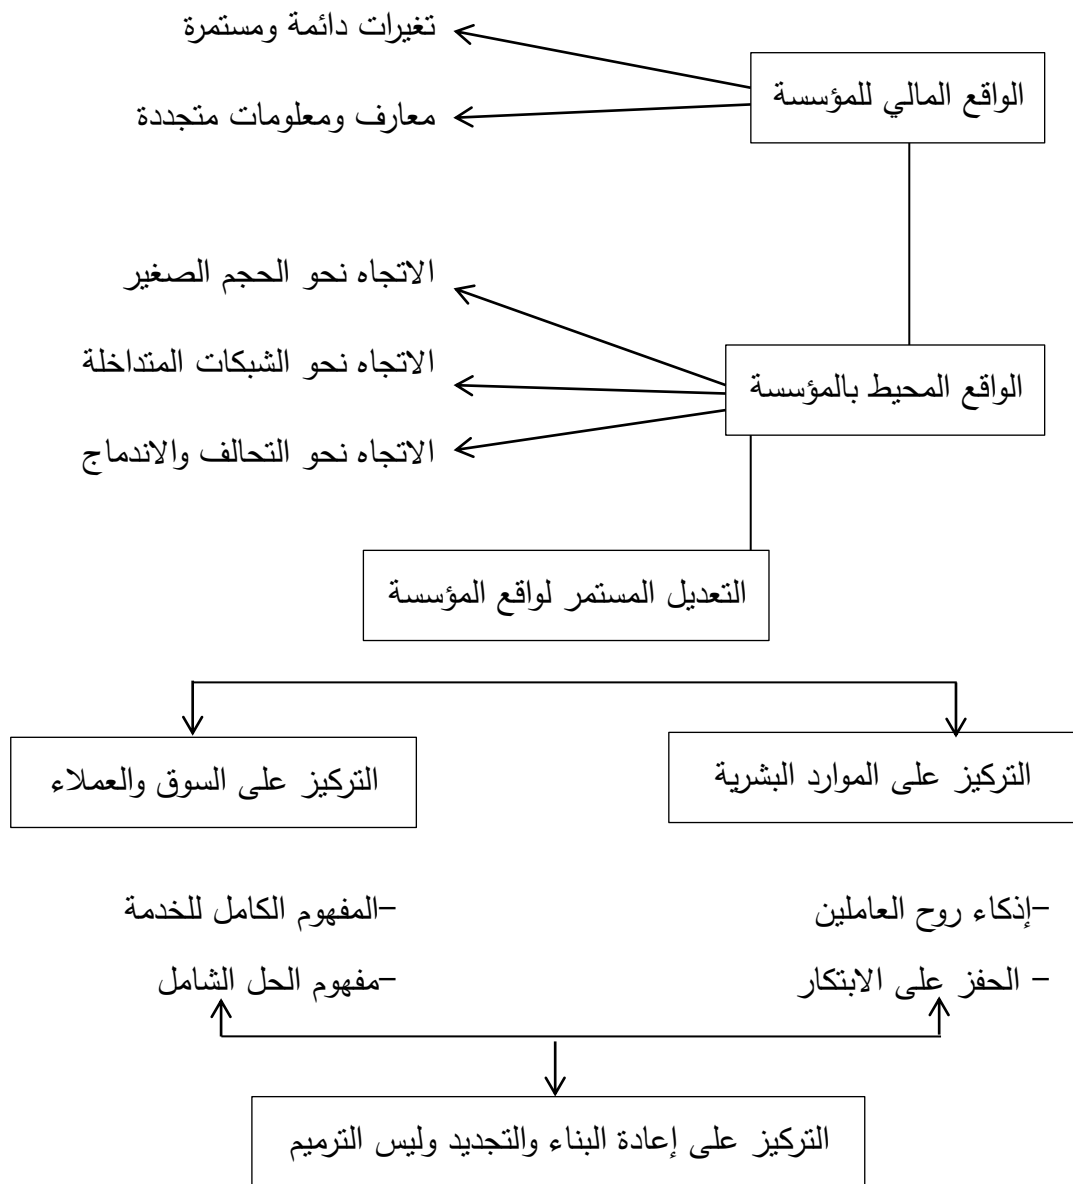 تغيرات دائمة ومستمرة
الواقع المالي للمؤسسة
معارف ومعلومات متجددة
الاتجاه نحو الحجم الصغير
الاتجاه نحو الشبكات المتداخلة
الواقع المحيط بالمؤسسة
الاتجاه نحو التحالف والاندماج
التعديل المستمر لواقع المؤسسة
التركيز على الموارد البشرية
التركيز على السوق والعملاء
-إذكاء روح العاملين
-المفهوم الكامل للخدمة
- الحفز على الابتكار
-مفهوم الحل الشامل
التركيز على إعادة البناء والتجديد وليس الترميم